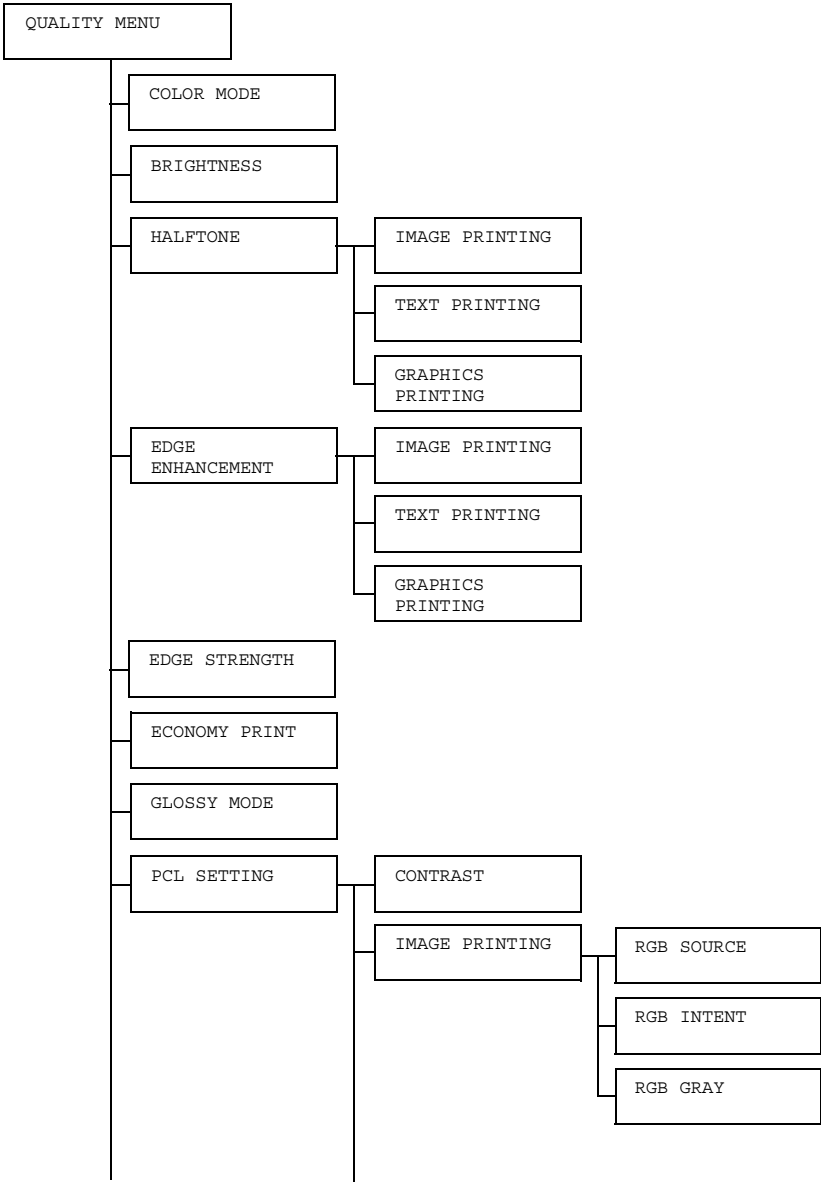 QUALITY MENU
COLOR MODE
BRIGHTNESS
HALFTONE
IMAGE PRINTING
TEXT PRINTING
GRAPHICS
PRINTING
EDGE
ENHANCEMENT
IMAGE PRINTING
TEXT PRINTING
GRAPHICS
PRINTING
EDGE STRENGTH
ECONOMY PRINT
GLOSSY MODE
PCL SETTING
CONTRAST
IMAGE PRINTING
RGB SOURCE
RGB INTENT
RGB GRAY